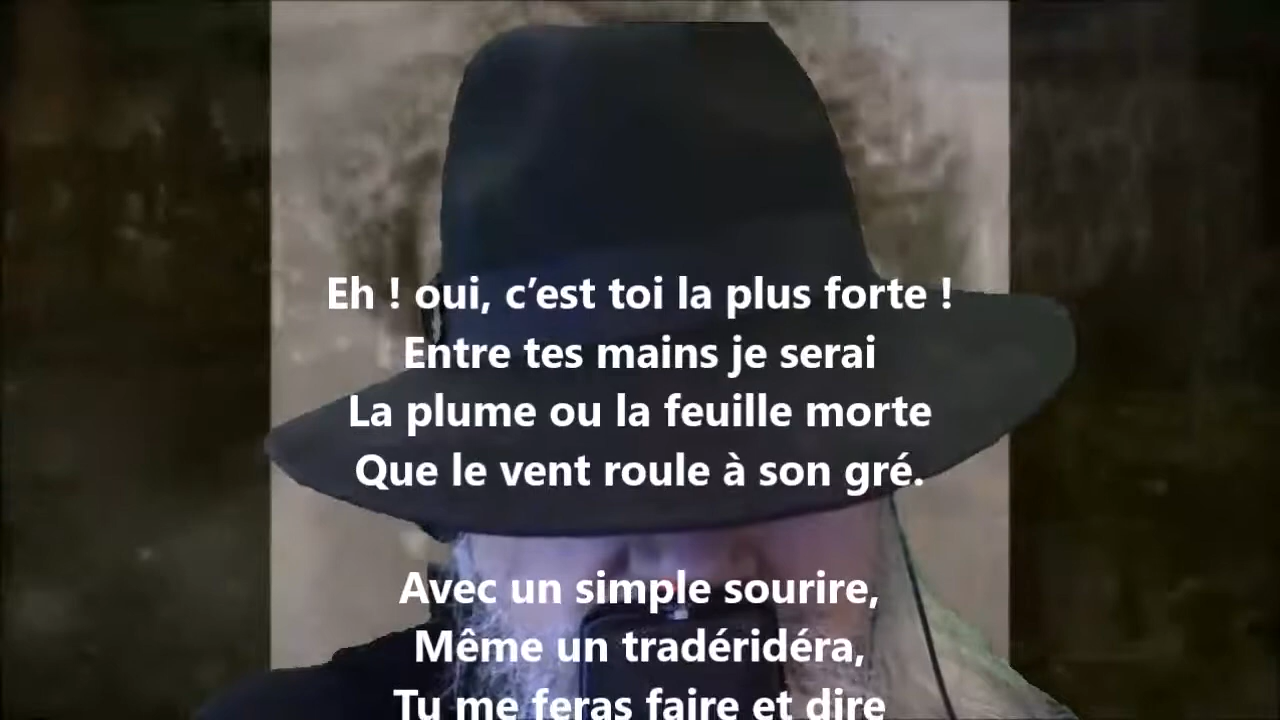 Eh ! oui, c’est toi la plus forte !
Entre tes mains je serai
La plume ou la feuille morte
Que le vent roule à son gré.
Avec un simple sourire,
Même un tradéridéra,
Tu me feras faire et dire